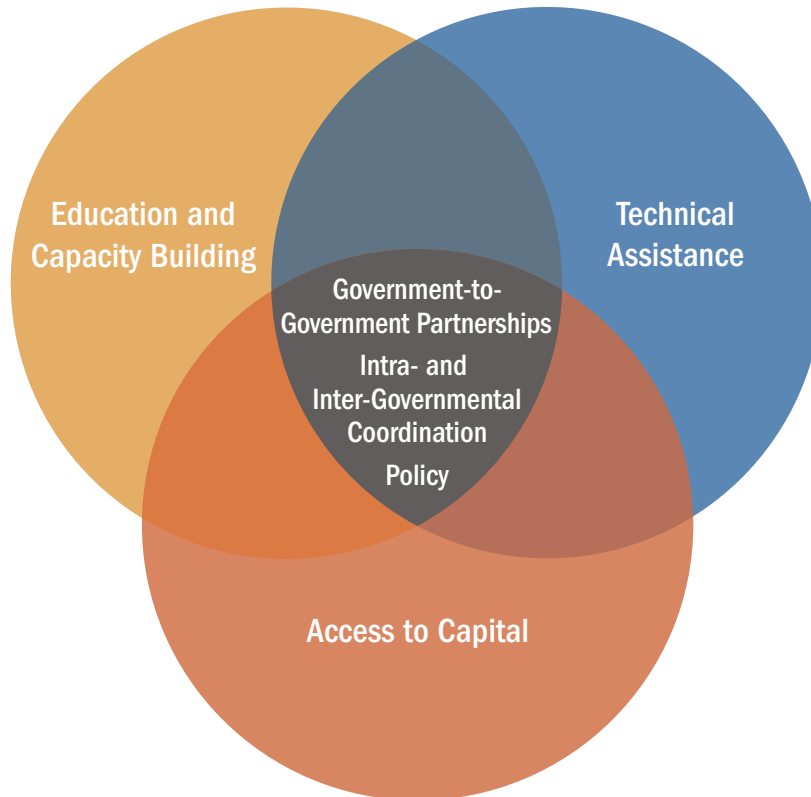 Education and
Capacity Building
Technical
Assistance
Government-to-
Government Partnerships
Intra- and
Inter-Governmental
Coordination
Policy
Access to Capital